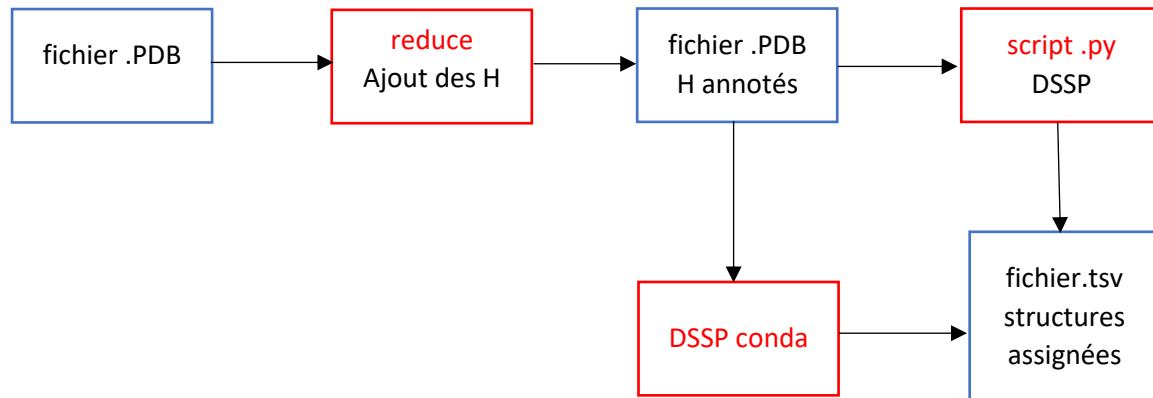 fichier .PDB
reduce
Ajout des H
fichier .PDB
H annotés
script .py
DSSP
DSSP conda
fichier.tsv
structures
assignées